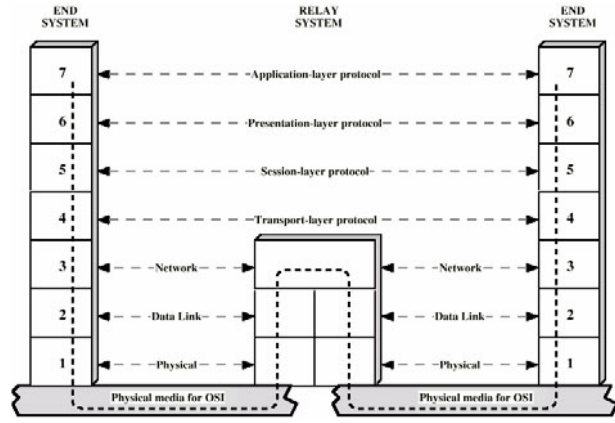 END SYSTEM
RELAY SYSTEM
END SYSTEM
7 Application-layer protocol 7
6 Presentation-layer protocol 6
5 Session-layer protocol 5
4 Transport-layer protocol 4
3 Network Network 3
2 Data Link Data Link 2
1 Physical Physical 1
Physical media for OSI Physical media for OSI